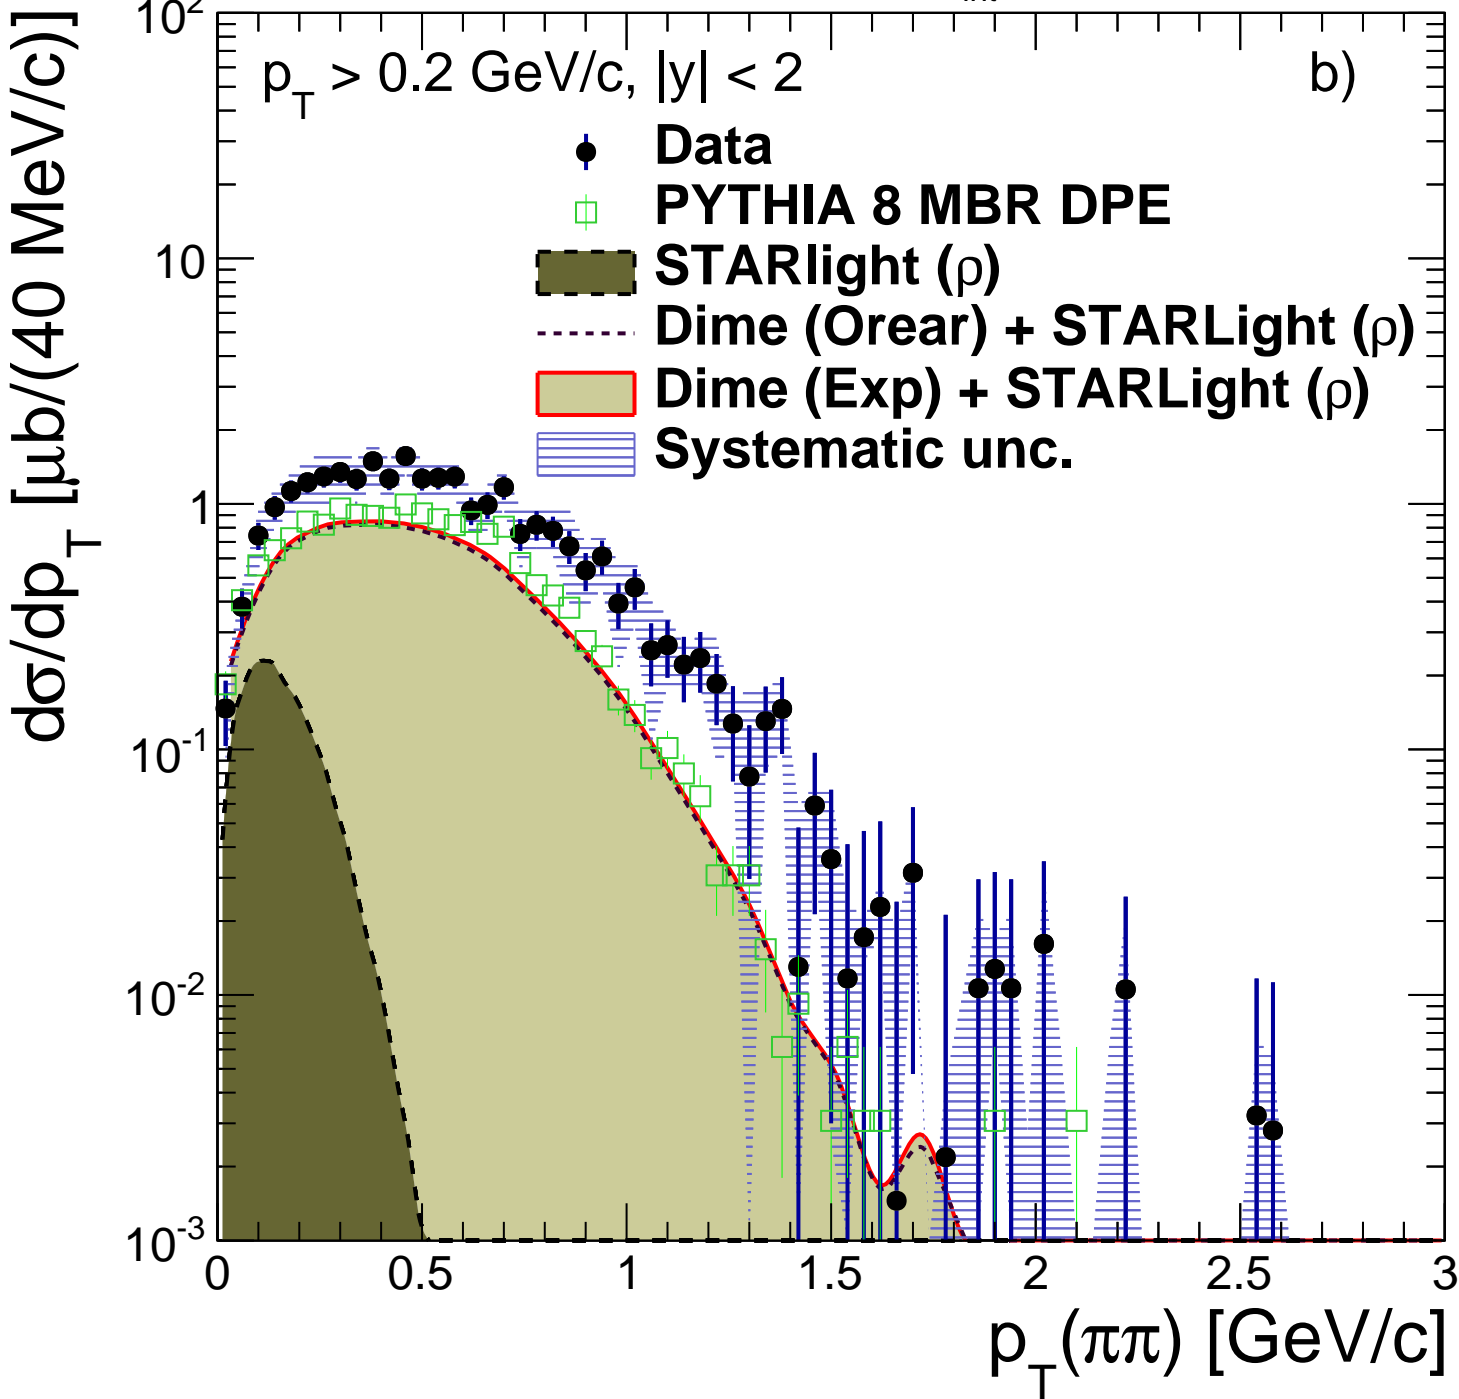 p_T > 0.2 GeV/c, |y| < 2
b)
Data
PYTHIA 8 MBR DPE
STARlight (ρ)
Dime (Orear) + STARLight (ρ)
Dime (Exp) + STARLight (ρ)
Systematic unc.
dσ/dp_T [μb/(40 MeV/c)]
10^2
10
1
10^-1
10^-2
10^-3
0 0.5 1 1.5 2 2.5 3
p_T(ππ) [GeV/c]